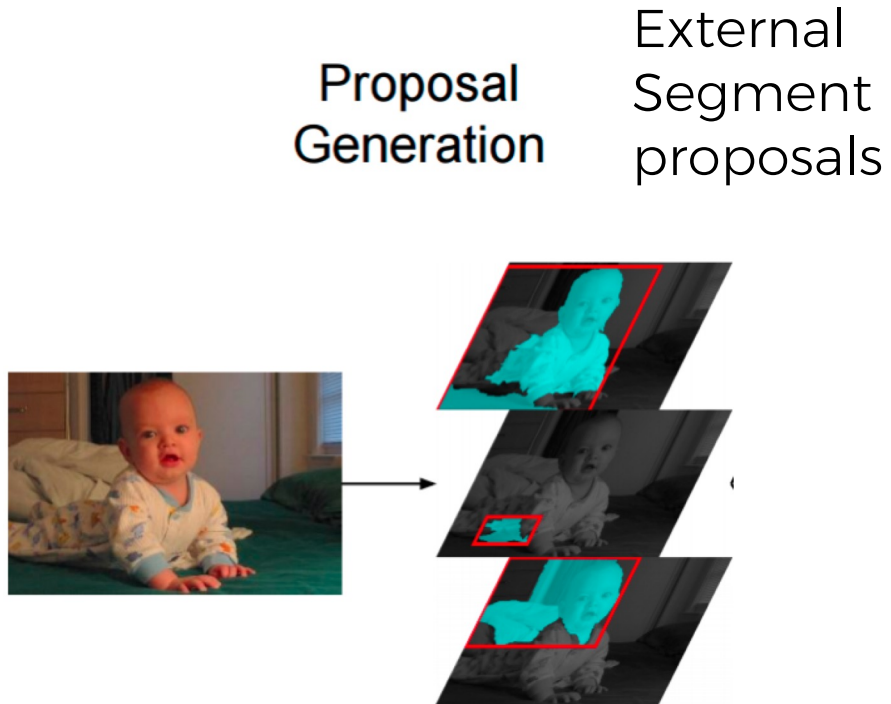 Proposal
Generation
External
Segment
proposals